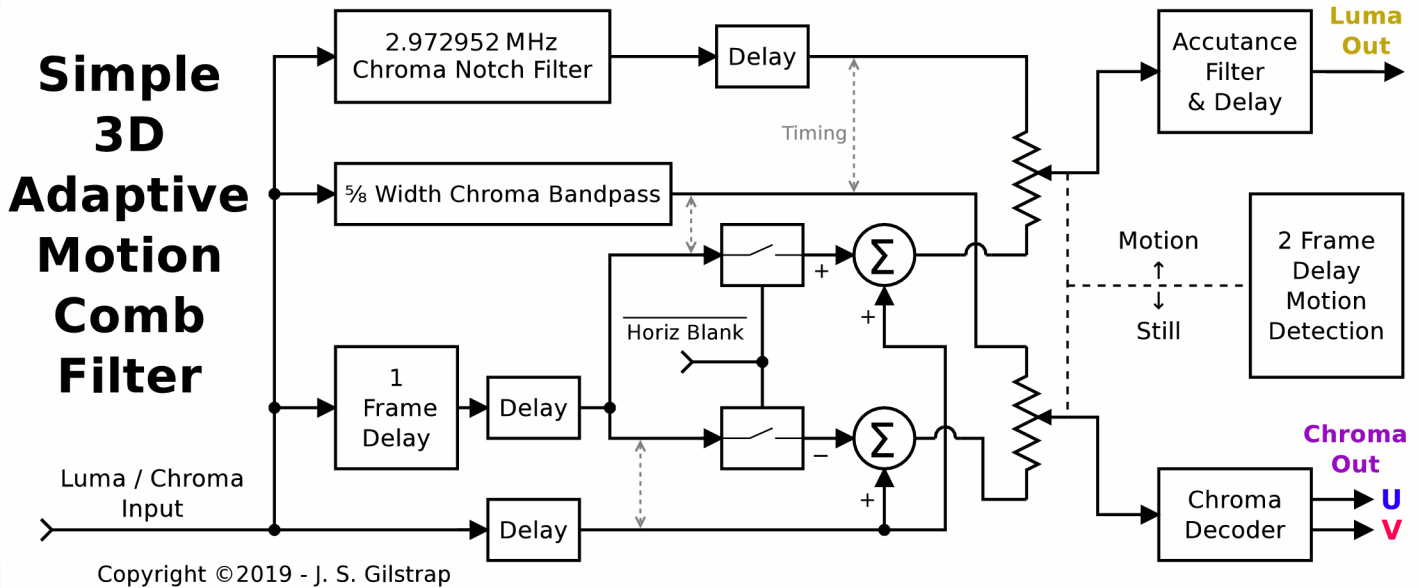 Simple
3D
Adaptive
Motion
Comb
Filter
2.972952 MHz
Chroma Notch Filter
Delay
Accutance
Filter
& Delay
Luma
Out
Timing
⅝ Width Chroma Bandpass
Σ
+
+
Motion
↑
↓
Still
2 Frame
Delay
Motion
Detection
Horiz Blank
1
Frame
Delay
Delay
Σ
−
+
Luma / Chroma
Input
Delay
Chroma
Decoder
Chroma
Out
U
V
Copyright ©2019 - J. S. Gilstrap